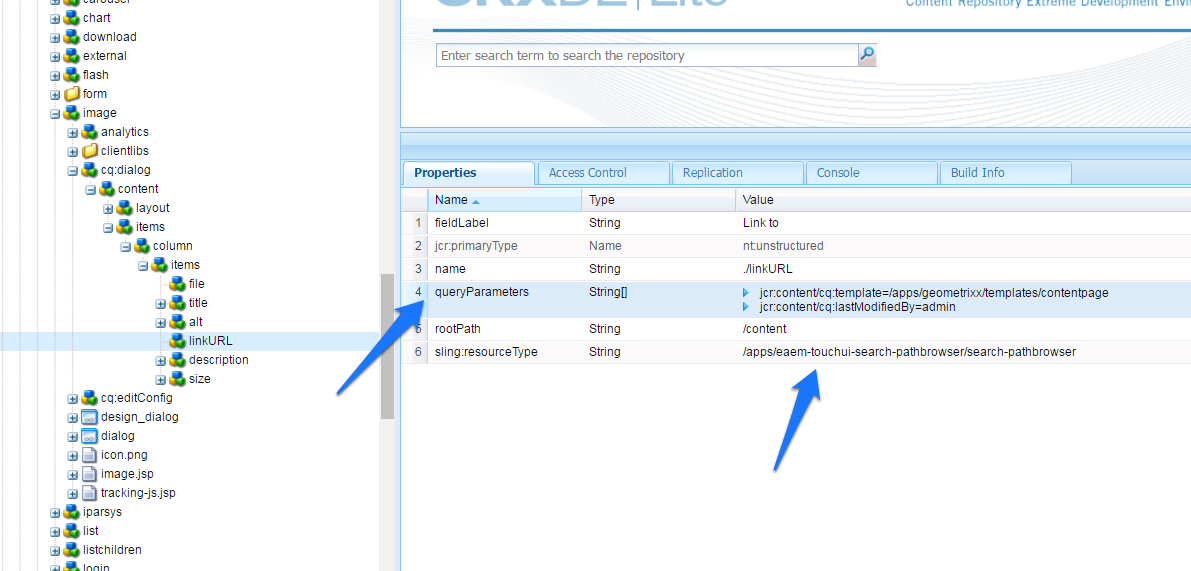 carousel
chart
download
external
flash
form
image
analytics
clientlibs
cq:dialog
content
layout
items
column
items
file
title
alt
linkURL
description
size
cq:editConfig
design_dialog
dialog
icon.png
image.jsp
tracking-js.jsp
iparsys
list
listchildren
login
CRXDE | Lite
Content Repository Extreme Development Envi
Enter search term to search the repository
Properties Access Control Replication Console Build Info
Name Type Value
1 fieldLabel String Link to
2 jcr:primaryType Name nt:unstructured
3 name String ./linkURL
4 queryParameters String[] jcr:content/cq:template=/apps/geometrixx/templates/contentpage
jcr:content/cq:lastModifiedBy=admin
5 rootPath String /content
6 sling:resourceType String /apps/eaem-touchui-search-pathbrowser/search-pathbrowser